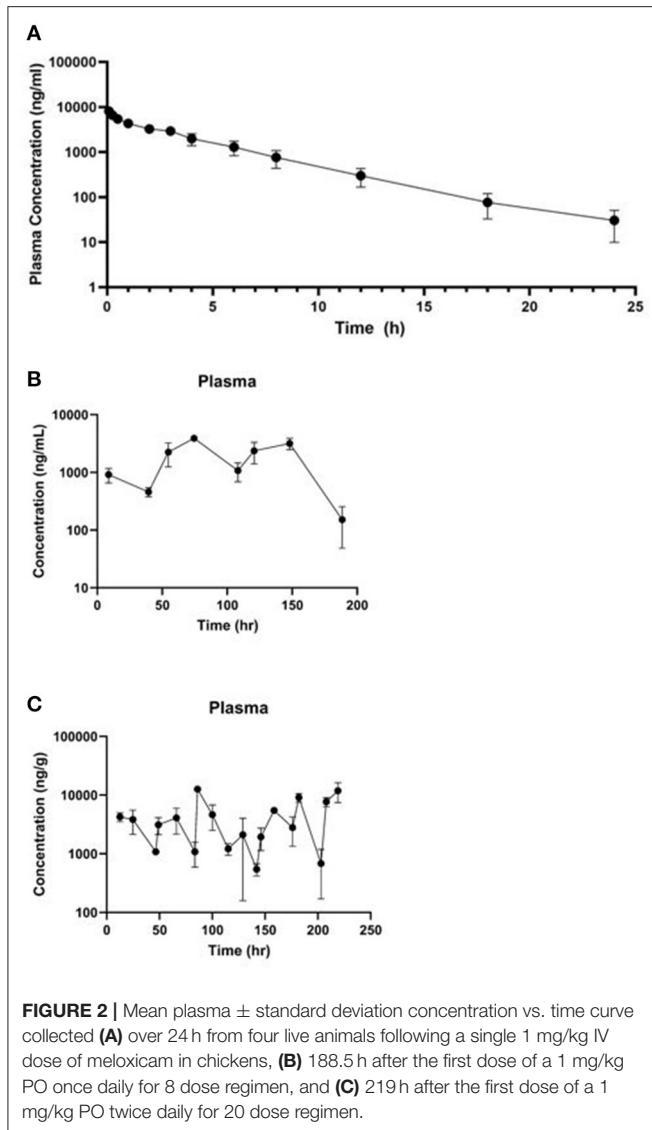 A
100000
10000
1000
100
10
1
Plasma Concentration (ng/ml)
0 5 10 15 20 25
Time (h)
B
Plasma
10000
1000
100
10
Concentration (ng/mL)
0 50 100 150 200
Time (hr)
C
Plasma
100000
10000
1000
100
Concentration (ng/g)
0 50 100 150 200 250
Time (hr)
FIGURE 2 | Mean plasma ± standard deviation concentration vs. time curve
collected (A) over 24 h from four live animals following a single 1 mg/kg IV
dose of meloxicam in chickens, (B) 188.5 h after the first dose of a 1 mg/kg
PO once daily for 8 dose regimen, and (C) 219 h after the first dose of a 1
mg/kg PO twice daily for 20 dose regimen.